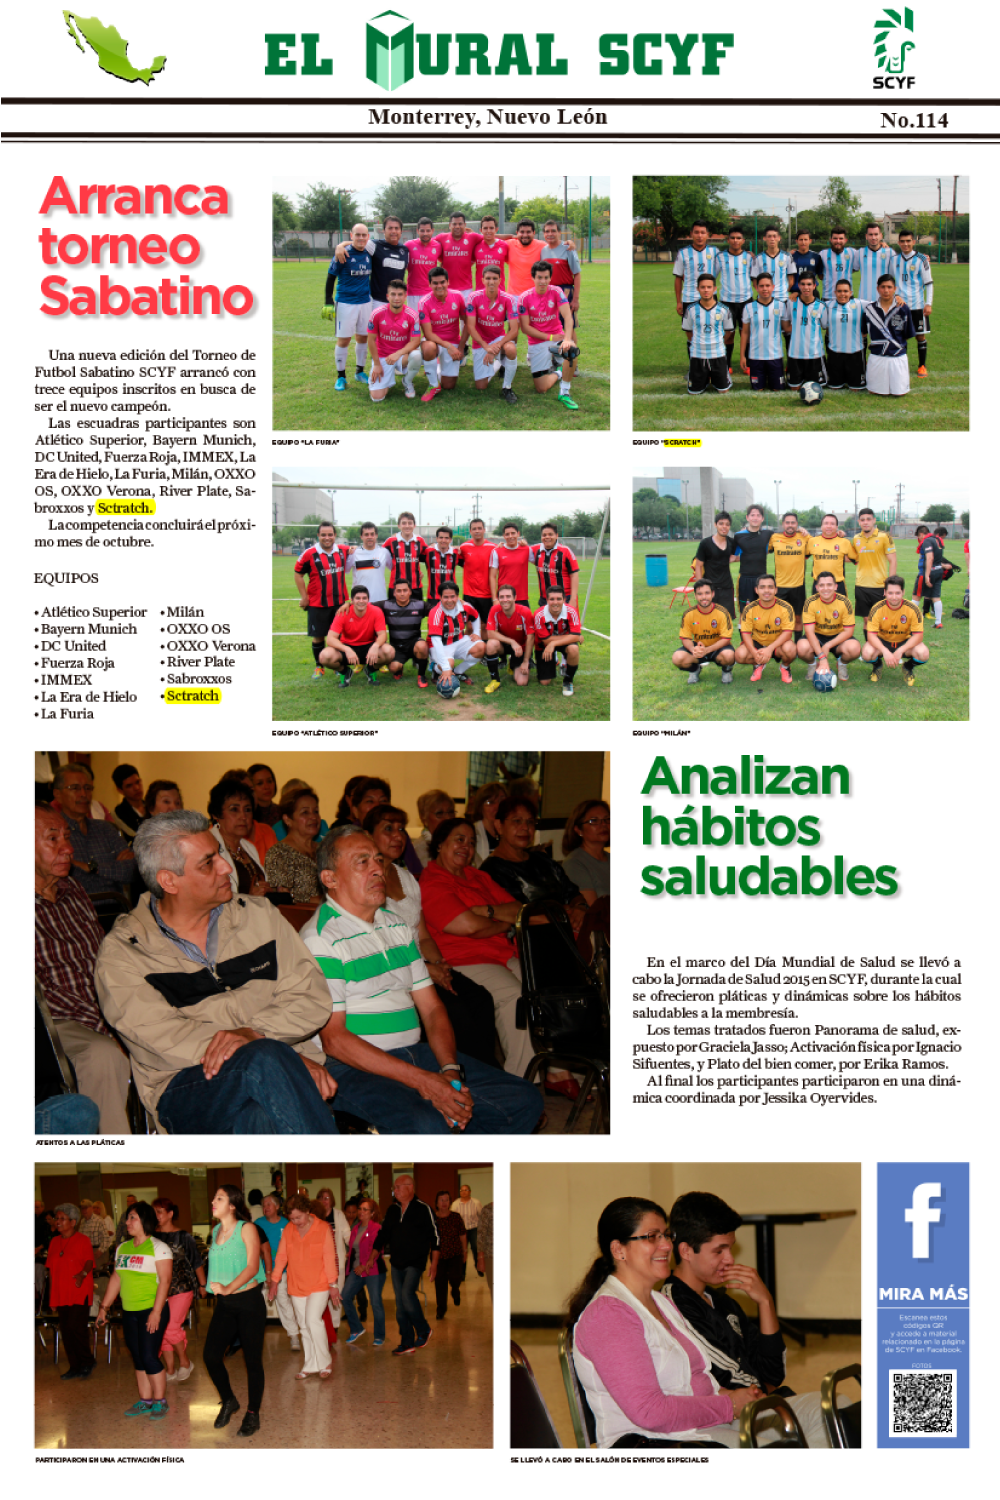 EL MURAL SCYF
SCYF
Monterrey, Nuevo León
No.114
Arranca
torneo
Sabatino
Una nueva edición del Torneo de
Futbol Sabatino SCYF arrancó con
trece equipos inscritos en busca de
ser el nuevo campeón.
Las escuadras participantes son
Atlético Superior, Bayern Munich,
DC United, Fuerza Roja, IMMEX, La
Era de Hielo, La Furia, Milán, OXXO
OS, OXXO Verona, River Plate, Sa-
broxxos y Sctratch.
La competencia concluirá el próxi-
mo mes de octubre.
EQUIPOS
• Atlético Superior
• Bayern Munich
• DC United
• Fuerza Roja
• IMMEX
• La Era de Hielo
• La Furia
• Milán
• OXXO OS
• OXXO Verona
• River Plate
• Sabroxxos
• Sctratch
EQUIPO "LA FURIA"
EQUIPO "SCRATCH"
EQUIPO "ATLÉTICO SUPERIOR"
EQUIPO "MILÁN"
ATENTOS A LAS PLÁTICAS
Analizan
hábitos
saludables
En el marco del Día Mundial de Salud se llevó a
cabo la Jornada de Salud 2015 en SCYF, durante la cual
se ofrecieron pláticas y dinámicas sobre los hábitos
saludables a la membresía.
Los temas tratados fueron Panorama de salud, ex-
puesto por Graciela Jasso; Activación física por Ignacio
Sifuentes, y Plato del bien comer, por Erika Ramos.
Al final los participantes participaron en una diná-
mica coordinada por Jessika Oyervides.
PARTICIPARON EN UNA ACTIVACIÓN FÍSICA
SE LLEVÓ A CABO EN EL SALÓN DE EVENTOS ESPECIALES
f
MIRA MÁS
Escanea estos
códigos QR
y accede a material
relacionado en la página
de SCYF en Facebook.
FOTOS